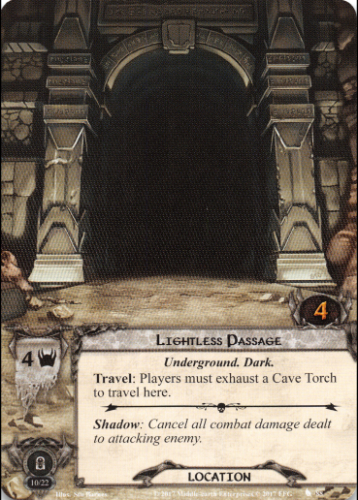 4
Lightless Passage
4
Underground. Dark.
Travel: Players must exhaust a Cave Torch
to travel here.
Shadow: Cancel all combat damage dealt
to attacking enemy.
10/22
LOCATION